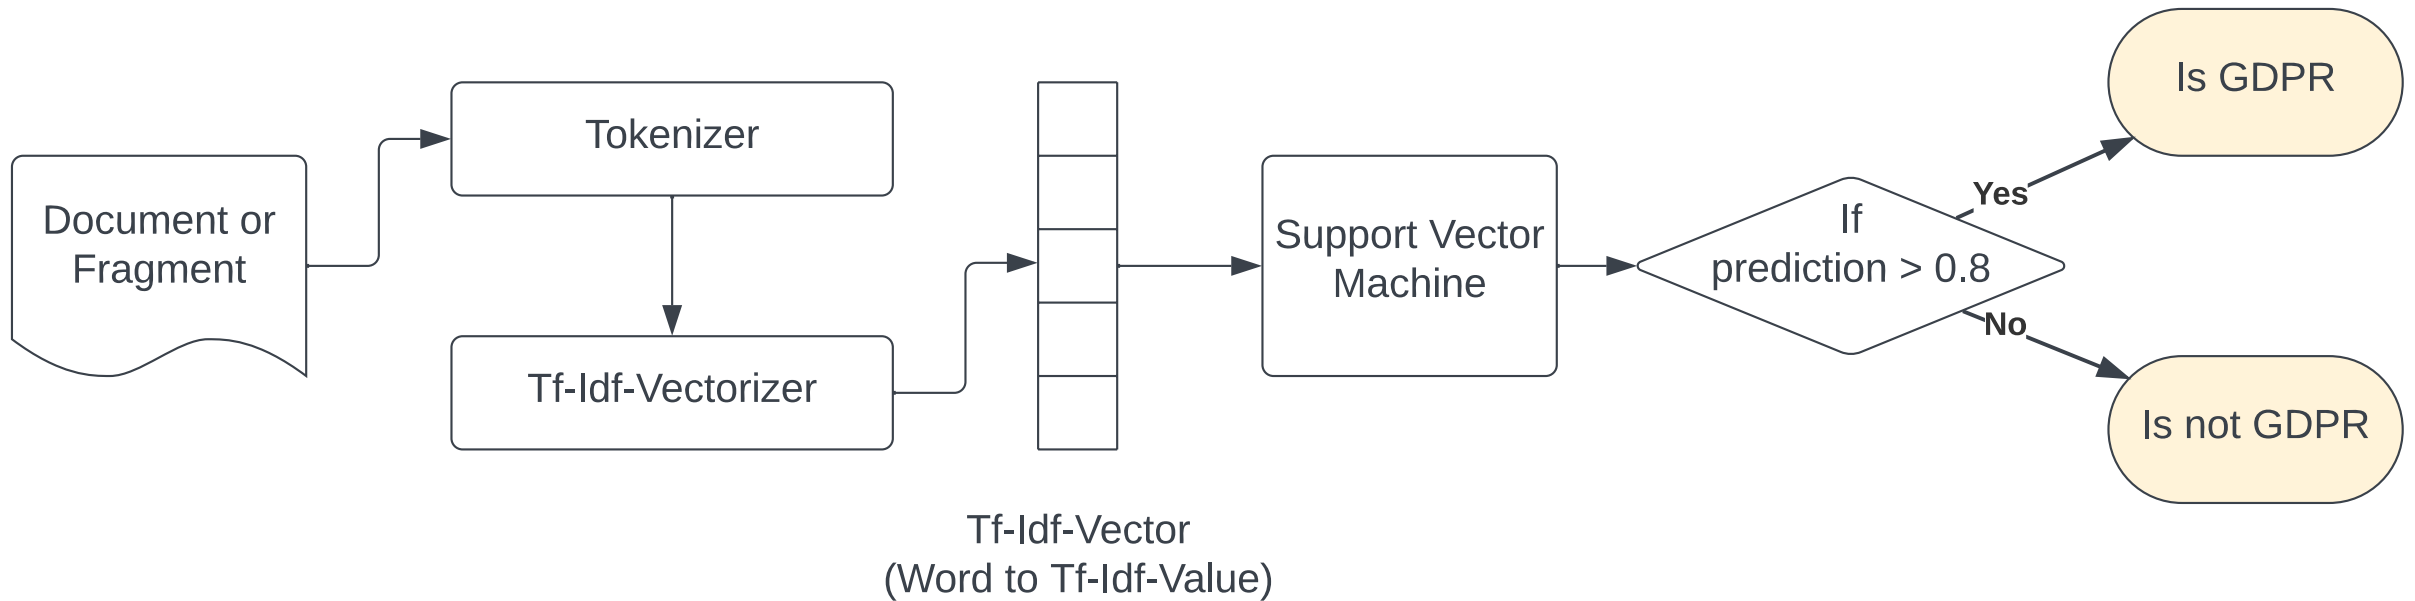 Document or
Fragment
Tokenizer
Tf-Idf-Vectorizer
Tf-Idf-Vector
(Word to Tf-Idf-Value)
Support Vector
Machine
If
prediction > 0.8
Yes
No
Is GDPR
Is not GDPR